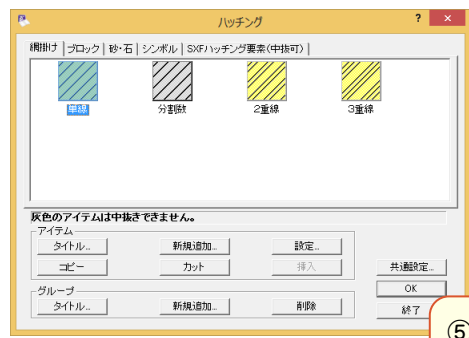 ハッチング
? ×
網掛け ブロック 砂・石 シンボル SXFハッチング要素(中抜可)
単線 分割数 2重線 3重線
灰色のアイテムは中抜きできません。
アイテム
タイトル... 新規追加... 設定...
コピー カット 挿入 共通設定...
グループ OK
タイトル... 新規追加... 削除 終了
⑤